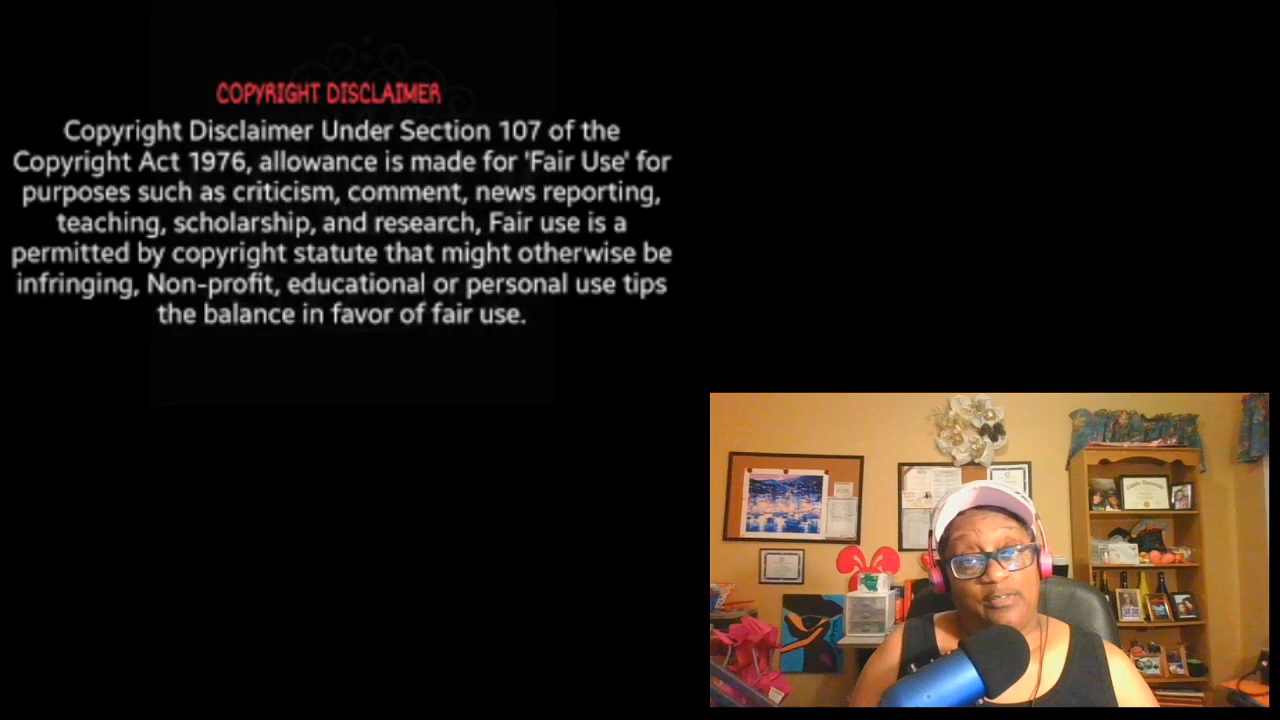 COPYRIGHT DISCLAIMER
Copyright Disclaimer Under Section 107 of the
Copyright Act 1976, allowance is made for 'Fair Use' for
purposes such as criticism, comment, news reporting,
teaching, scholarship, and research, Fair use is a
permitted by copyright statute that might otherwise be
infringing, Non-profit, educational or personal use tips
the balance in favor of fair use.